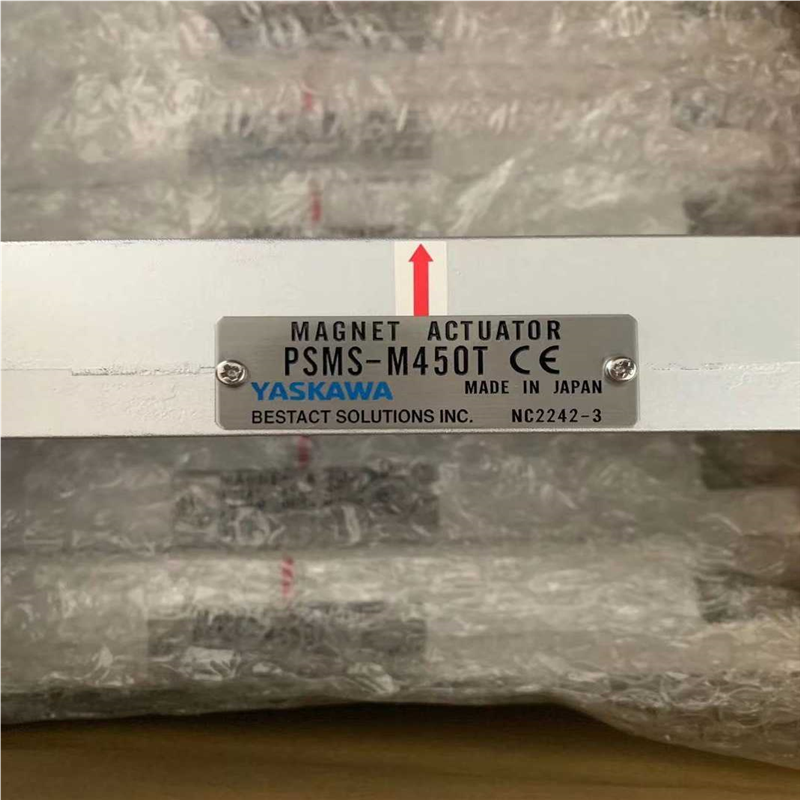 MAGNET ACTUATOR
PSMS-M450T CE
YASKAWA MADE IN JAPAN
BESTACT SOLUTIONS INC. NC2242-3